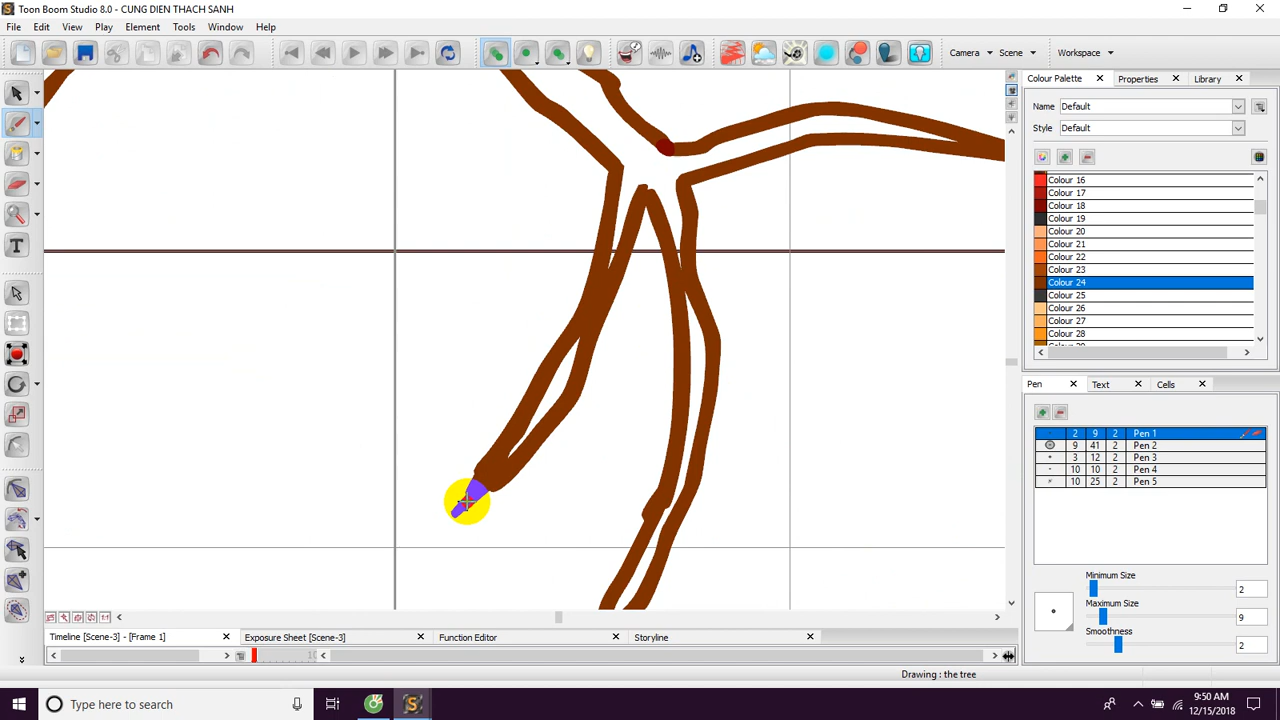 Toon Boom Studio 8.0 - CUNG DIEN THACH SANH
File Edit View Play Element Tools Options Window Help
Camera Scene Workspace
Colour Palette Properties Library
Name Default
Style Default
Colour 16
Colour 17
Colour 18
Colour 19
Colour 20
Colour 21
Colour 22
Colour 23
Colour 24
Colour 25
Colour 26
Colour 27
Colour 28
Pen Text Cells
2 9 2 Pen 1
9 41 2 Pen 2
3 12 2 Pen 3
10 10 2 Pen 4
10 25 2 Pen 5
Minimum Size
2
Maximum Size
9
Smoothness
2
Timeline [Scene-3] - [Frame 1] Exposure Sheet [Scene-3] Function Editor Storyline
Drawing : the tree
Type here to search
9:50 AM
12/15/2018